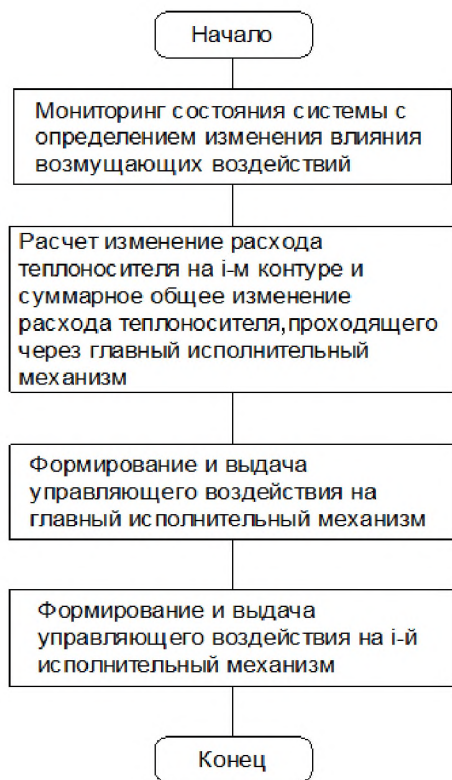 Начало
Мониторинг состояния системы с
определением изменения влияния
возмущающих воздействий
Расчет изменение расхода
теплоносителя на i-м контуре и
суммарное общее изменение
расхода теплоносителя,проходящего
через главный исполнительный
механизм
Формирование и выдача
управляющего воздействия на
главный исполнительный механизм
Формирование и выдача
управляющего воздействия на i-й
исполнительный механизм
Конец